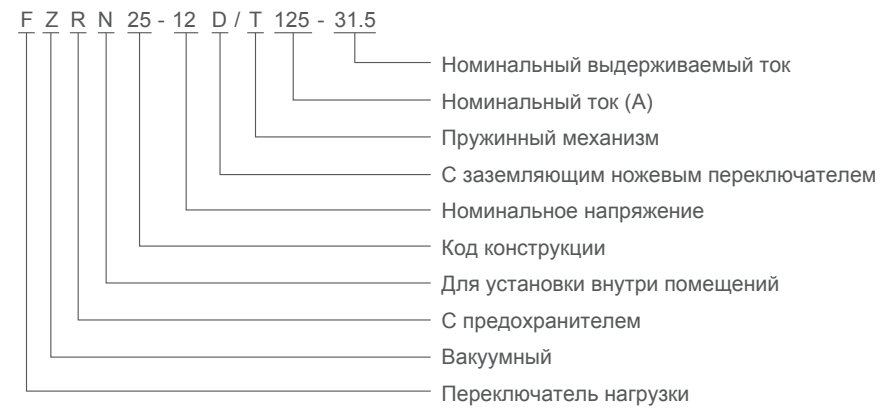 F Z R N 25 - 12 D / T 125 - 31.5
Номинальный выдерживаемый ток
Номинальный ток (А)
Пружинный механизм
С заземляющим ножевым переключателем
Номинальное напряжение
Код конструкции
Для установки внутри помещений
С предохранителем
Вакуумный
Переключатель нагрузки